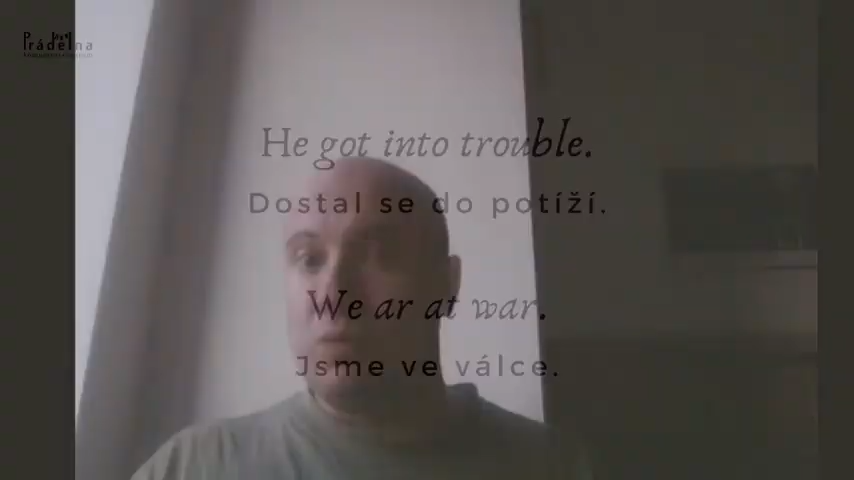 Prádelna
He got into trouble.
Dostal se do potíží.
We ar at war.
Jsme ve válce.